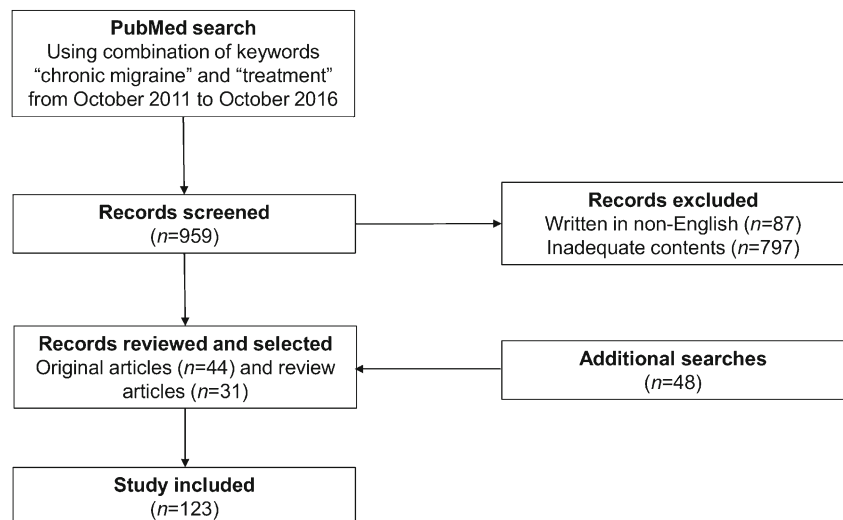 PubMed search
Using combination of keywords
“chronic migraine” and “treatment”
from October 2011 to October 2016
Records screened
(n=959)
Records excluded
Written in non-English (n=87)
Inadequate contents (n=797)
Records reviewed and selected
Original articles (n=44) and review
articles (n=31)
Additional searches
(n=48)
Study included
(n=123)